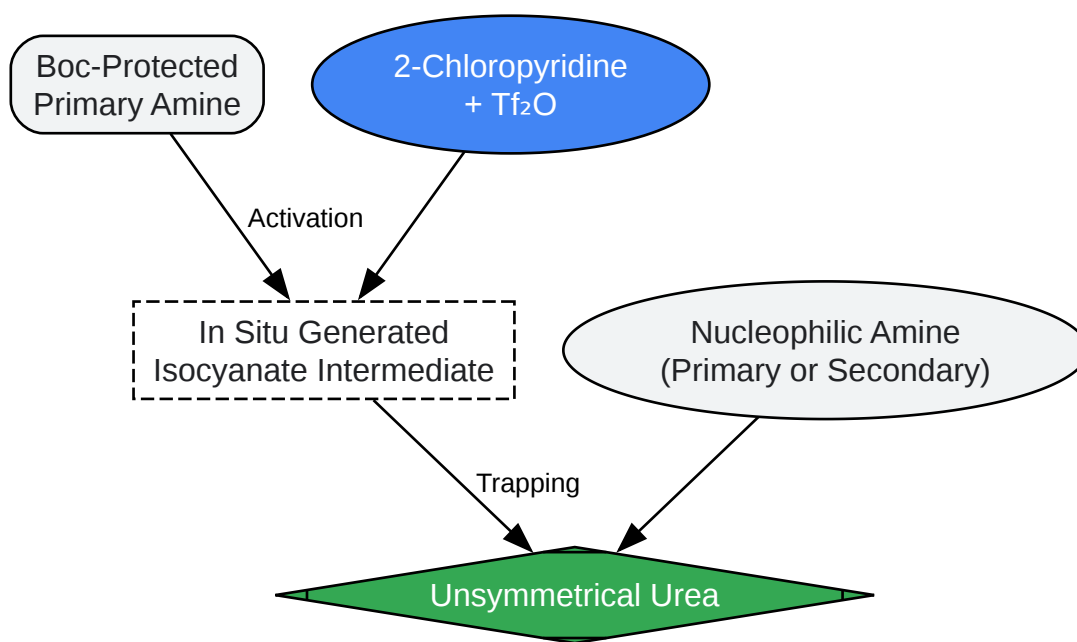 Boc-Protected
Primary Amine
2-Chloropyridine
+ Tf₂O
Activation
In Situ Generated
Isocyanate Intermediate
Nucleophilic Amine
(Primary or Secondary)
Trapping
Unsymmetrical Urea